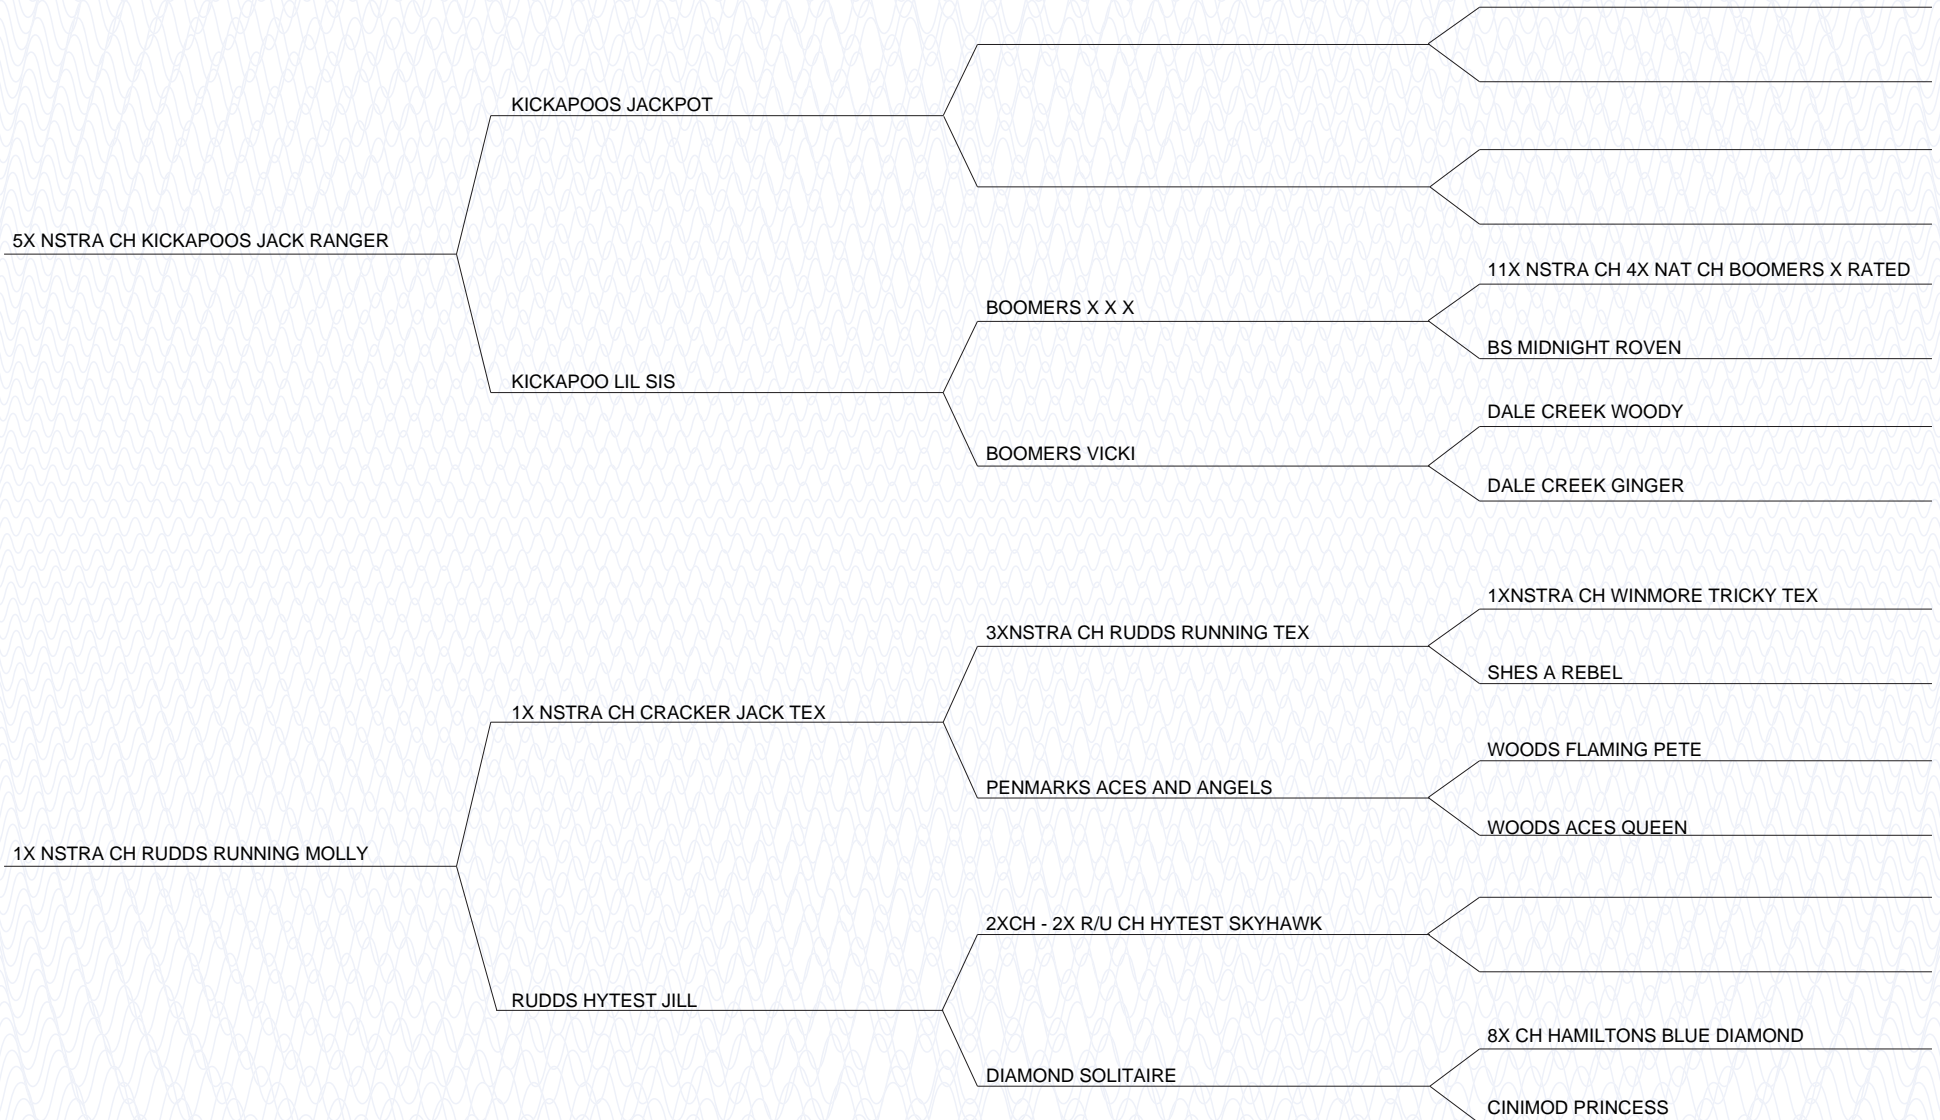 KICKAPOOS JACKPOT
5X NSTRA CH KICKAPOOS JACK RANGER
11X NSTRA CH 4X NAT CH BOOMERS X RATED
BOOMERS X X X
BS MIDNIGHT ROVEN
KICKAPOO LIL SIS
DALE CREEK WOODY
BOOMERS VICKI
DALE CREEK GINGER
1XNSTRA CH WINMORE TRICKY TEX
3XNSTRA CH RUDDS RUNNING TEX
SHES A REBEL
1X NSTRA CH CRACKER JACK TEX
WOODS FLAMING PETE
PENMARKS ACES AND ANGELS
WOODS ACES QUEEN
1X NSTRA CH RUDDS RUNNING MOLLY
2XCH - 2X R/U CH HYTEST SKYHAWK
RUDDS HYTEST JILL
8X CH HAMILTONS BLUE DIAMOND
DIAMOND SOLITAIRE
CINIMOD PRINCESS